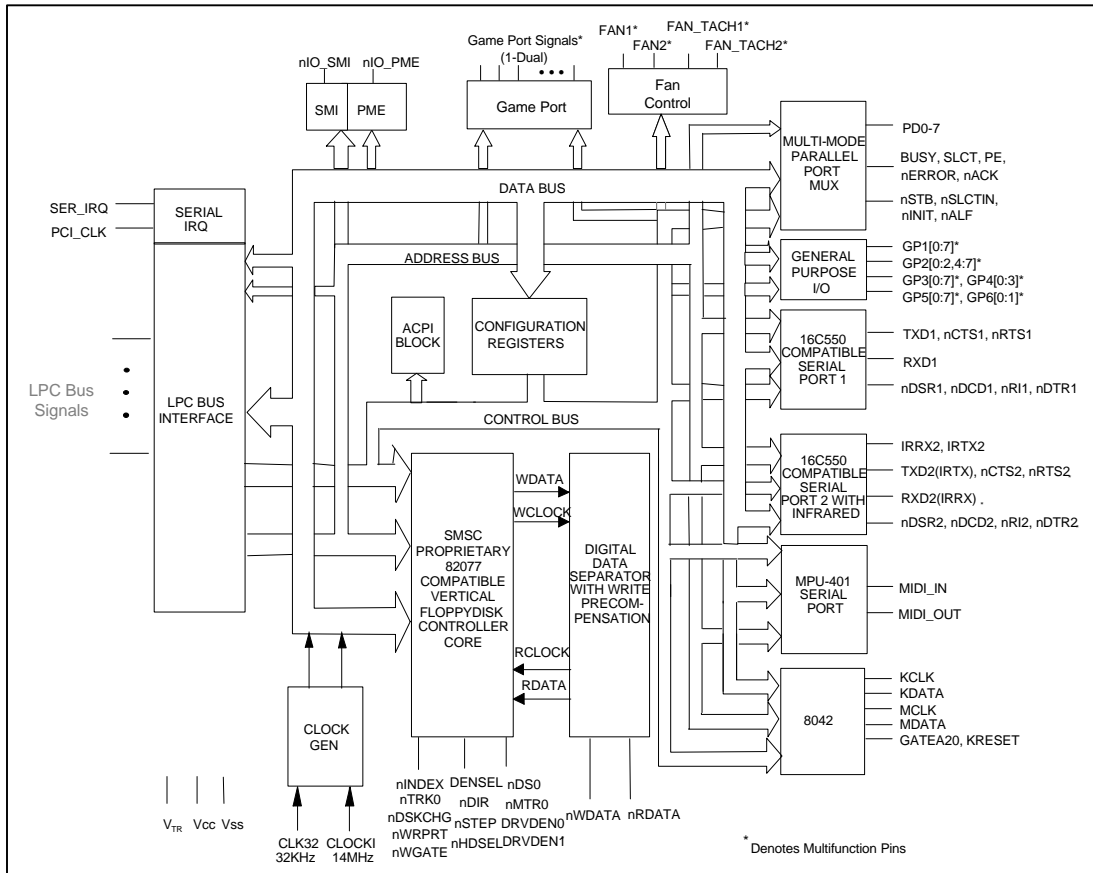 Game Port Signals*
(1-Dual)
FAN1*
FAN_TACH1*
FAN2*
FAN_TACH2*
nIO_SMI
nIO_PME
SMI
PME
Game Port
Fan
Control
MULTI-MODE
PARALLEL
PORT
MUX
PD0-7
BUSY, SLCT, PE,
nERROR, nACK
nSTB, nSLCTIN,
nINIT, nALF
DATA BUS
SER_IRQ
PCI_CLK
SERIAL
IRQ
ADDRESS BUS
GENERAL
PURPOSE
I/O
GP1[0:7]*
GP2[0:2,4:7]*
GP3[0:7]*, GP4[0:3]*
GP5[0:7]*, GP6[0:1]*
ACPI
BLOCK
CONFIGURATION
REGISTERS
16C550
COMPATIBLE
SERIAL
PORT 1
TXD1, nCTS1, nRTS1
RXD1
nDSR1, nDCD1, nRI1, nDTR1
LPC Bus
Signals
LPC BUS
INTERFACE
CONTROL BUS
16C550
COMPATIBLE
SERIAL
PORT 2 WITH
INFRARED
IRRX2, IRTX2
TXD2(IRTX), nCTS2, nRTS2,
RXD2(IRRX) .
nDSR2, nDCD2, nRI2, nDTR2,
WDATA
WCLOCK
SMSC
PROPRIETARY
82077
COMPATIBLE
VERTICAL
FLOPPYDISK
CONTROLLER
CORE
DIGITAL
DATA
SEPARATOR
WITH WRITE
PRECOM-
PENSATION
RCLOCK
RDATA
MPU-401
SERIAL
PORT
MIDI_IN
MIDI_OUT
8042
KCLK
KDATA
MCLK
MDATA
GATEA20, KRESET
CLOCK
GEN
VTR
Vcc
Vss
CLK32
32KHz
CLOCKI
14MHz
nINDEX
nTRK0
nDSKCHG
nWRPRT
nWGATE
DENSEL
nDIR
nSTEP
nHDSEL
nDS0
nMTR0
DRVDEN0
DRVDEN1
nWDATA
nRDATA
* Denotes Multifunction Pins